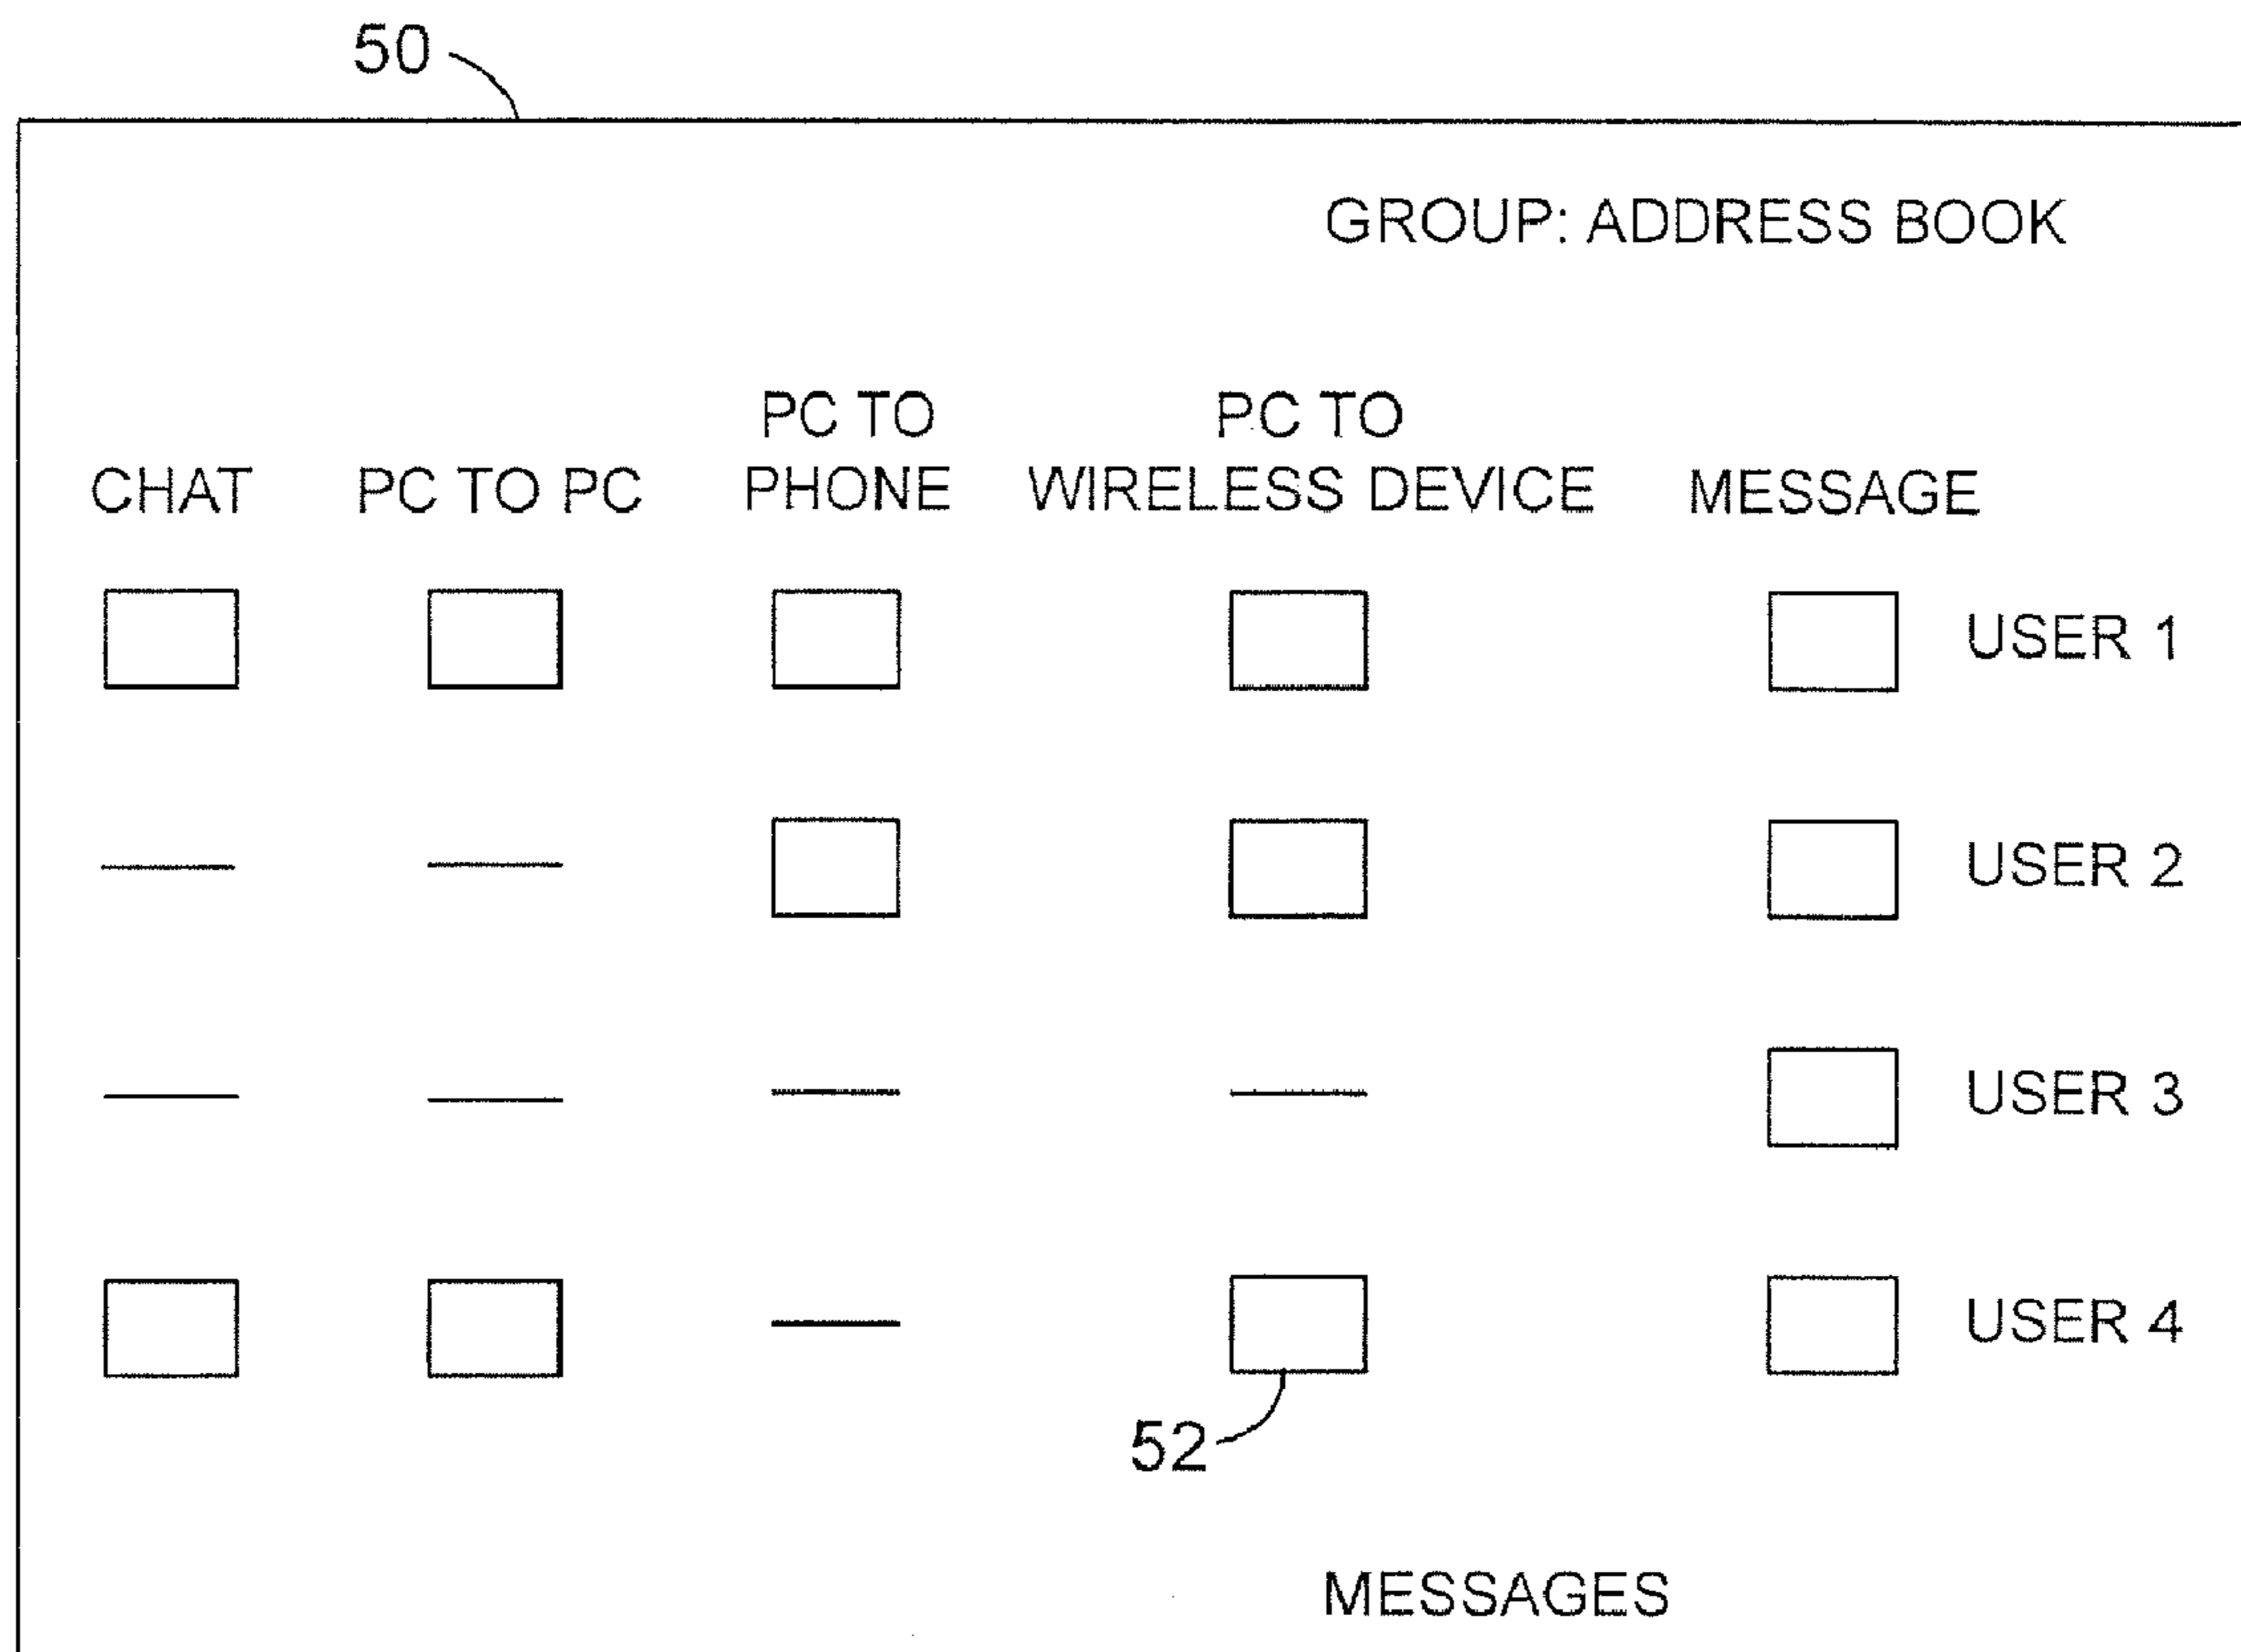 50
GROUP: ADDRESS BOOK
PC TO PC TO
CHAT PC TO PC PHONE WIRELESS DEVICE MESSAGE
USER 1
USER 2
USER 3
USER 4
52
MESSAGES